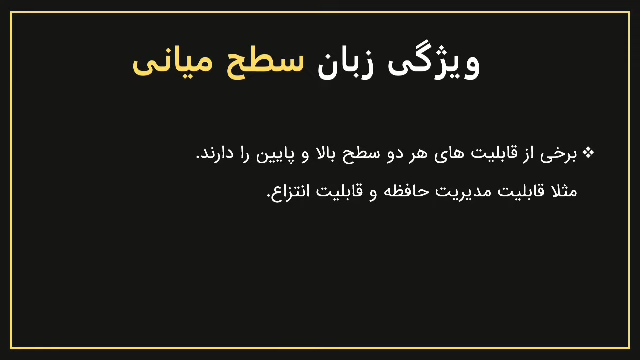 ویژگی زبان سطح میانی
❖ برخی از قابلیت های هر دو سطح بالا و پایین را دارند.
مثلا قابلیت مدیریت حافظه و قابلیت انتزاع.